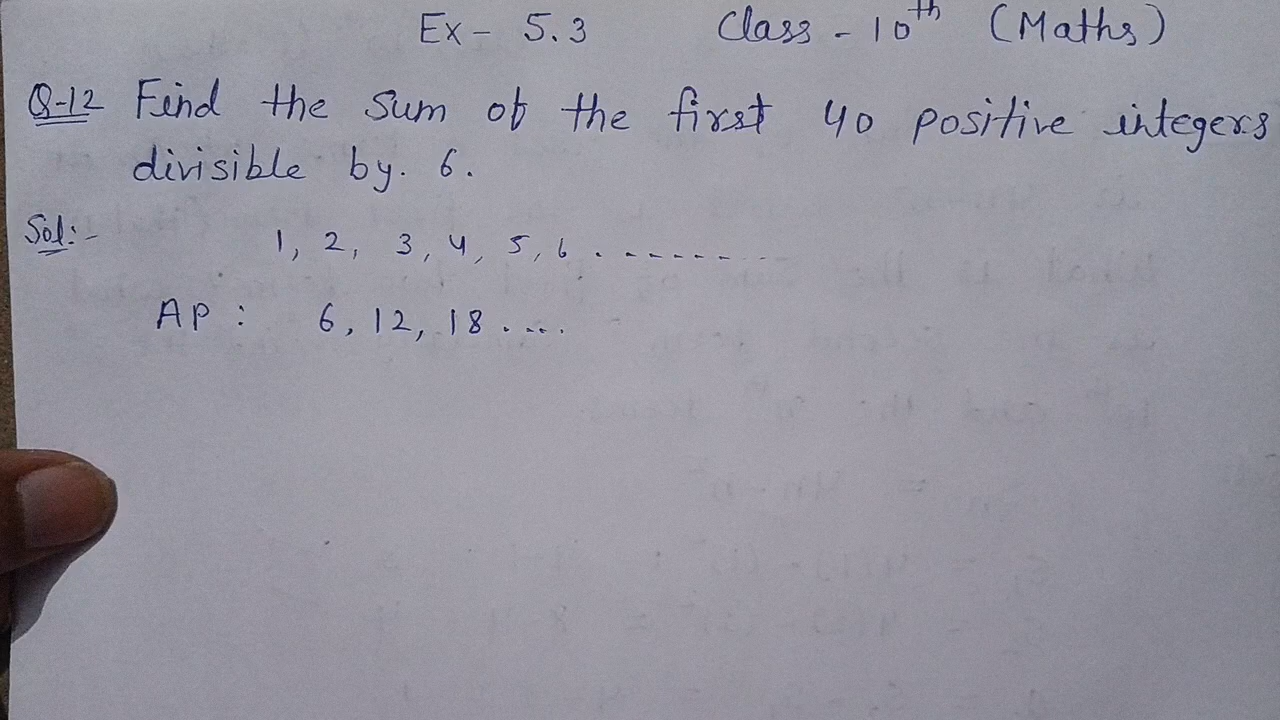 Ex - 5.3 Class - 10th (Maths)
Q-12 Find the sum of the first 40 positive integers
divisible by. 6.
Sol:- 1, 2, 3, 4, 5, 6 . - - - - - - -
AP : 6, 12, 18 ....